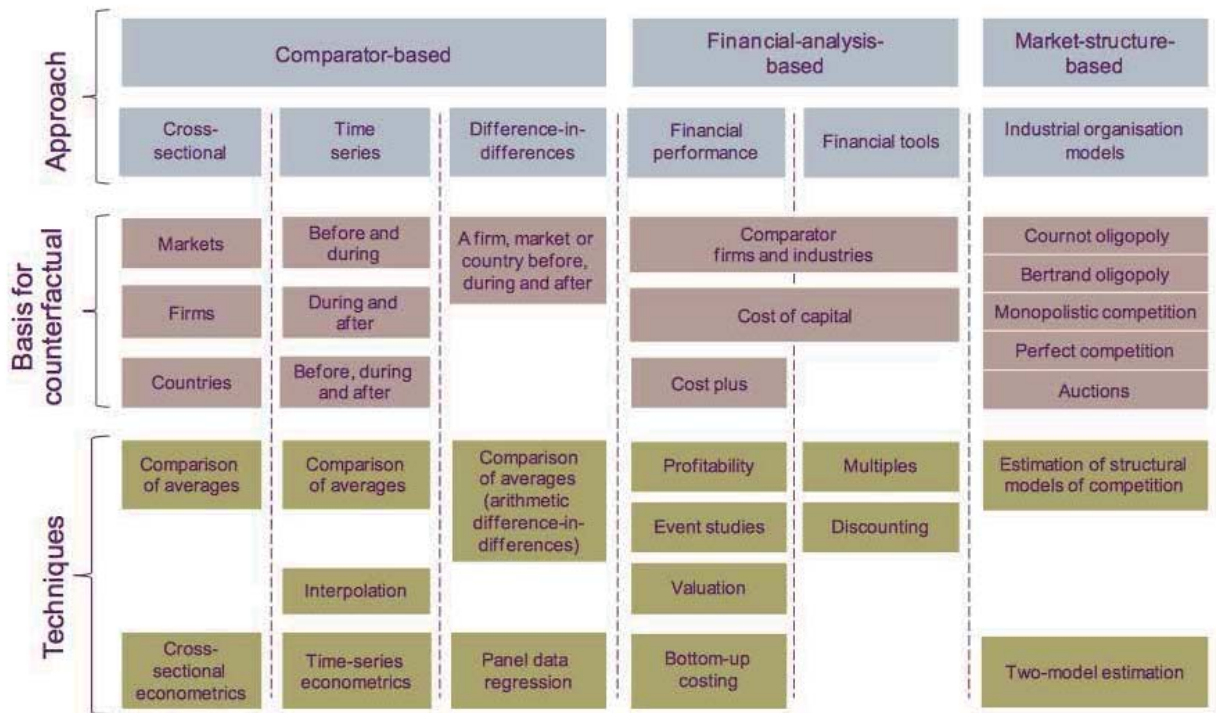 Approach
Comparator-based
Financial-analysis-
based
Market-structure-
based
Cross-
sectional
Time
series
Difference-in-
differences
Financial
performance
Financial tools
Industrial organisation
models
Basis for
counterfactual
Markets
Firms
Countries
Before and
during
During and
after
Before, during
and after
A firm, market or
country before,
during and after
Comparator
firms and industries
Cost of capital
Cost plus
Cournot oligopoly
Bertrand oligopoly
Monopolistic competition
Perfect competition
Auctions
Techniques
Comparison
of averages
Cross-
sectional
econometrics
Comparison
of averages
Interpolation
Time-series
econometrics
Comparison
of averages
(arithmetic
difference-in-
differences)
Panel data
regression
Profitability
Event studies
Valuation
Bottom-up
costing
Multiples
Discounting
Estimation of structural
models of competition
Two-model estimation